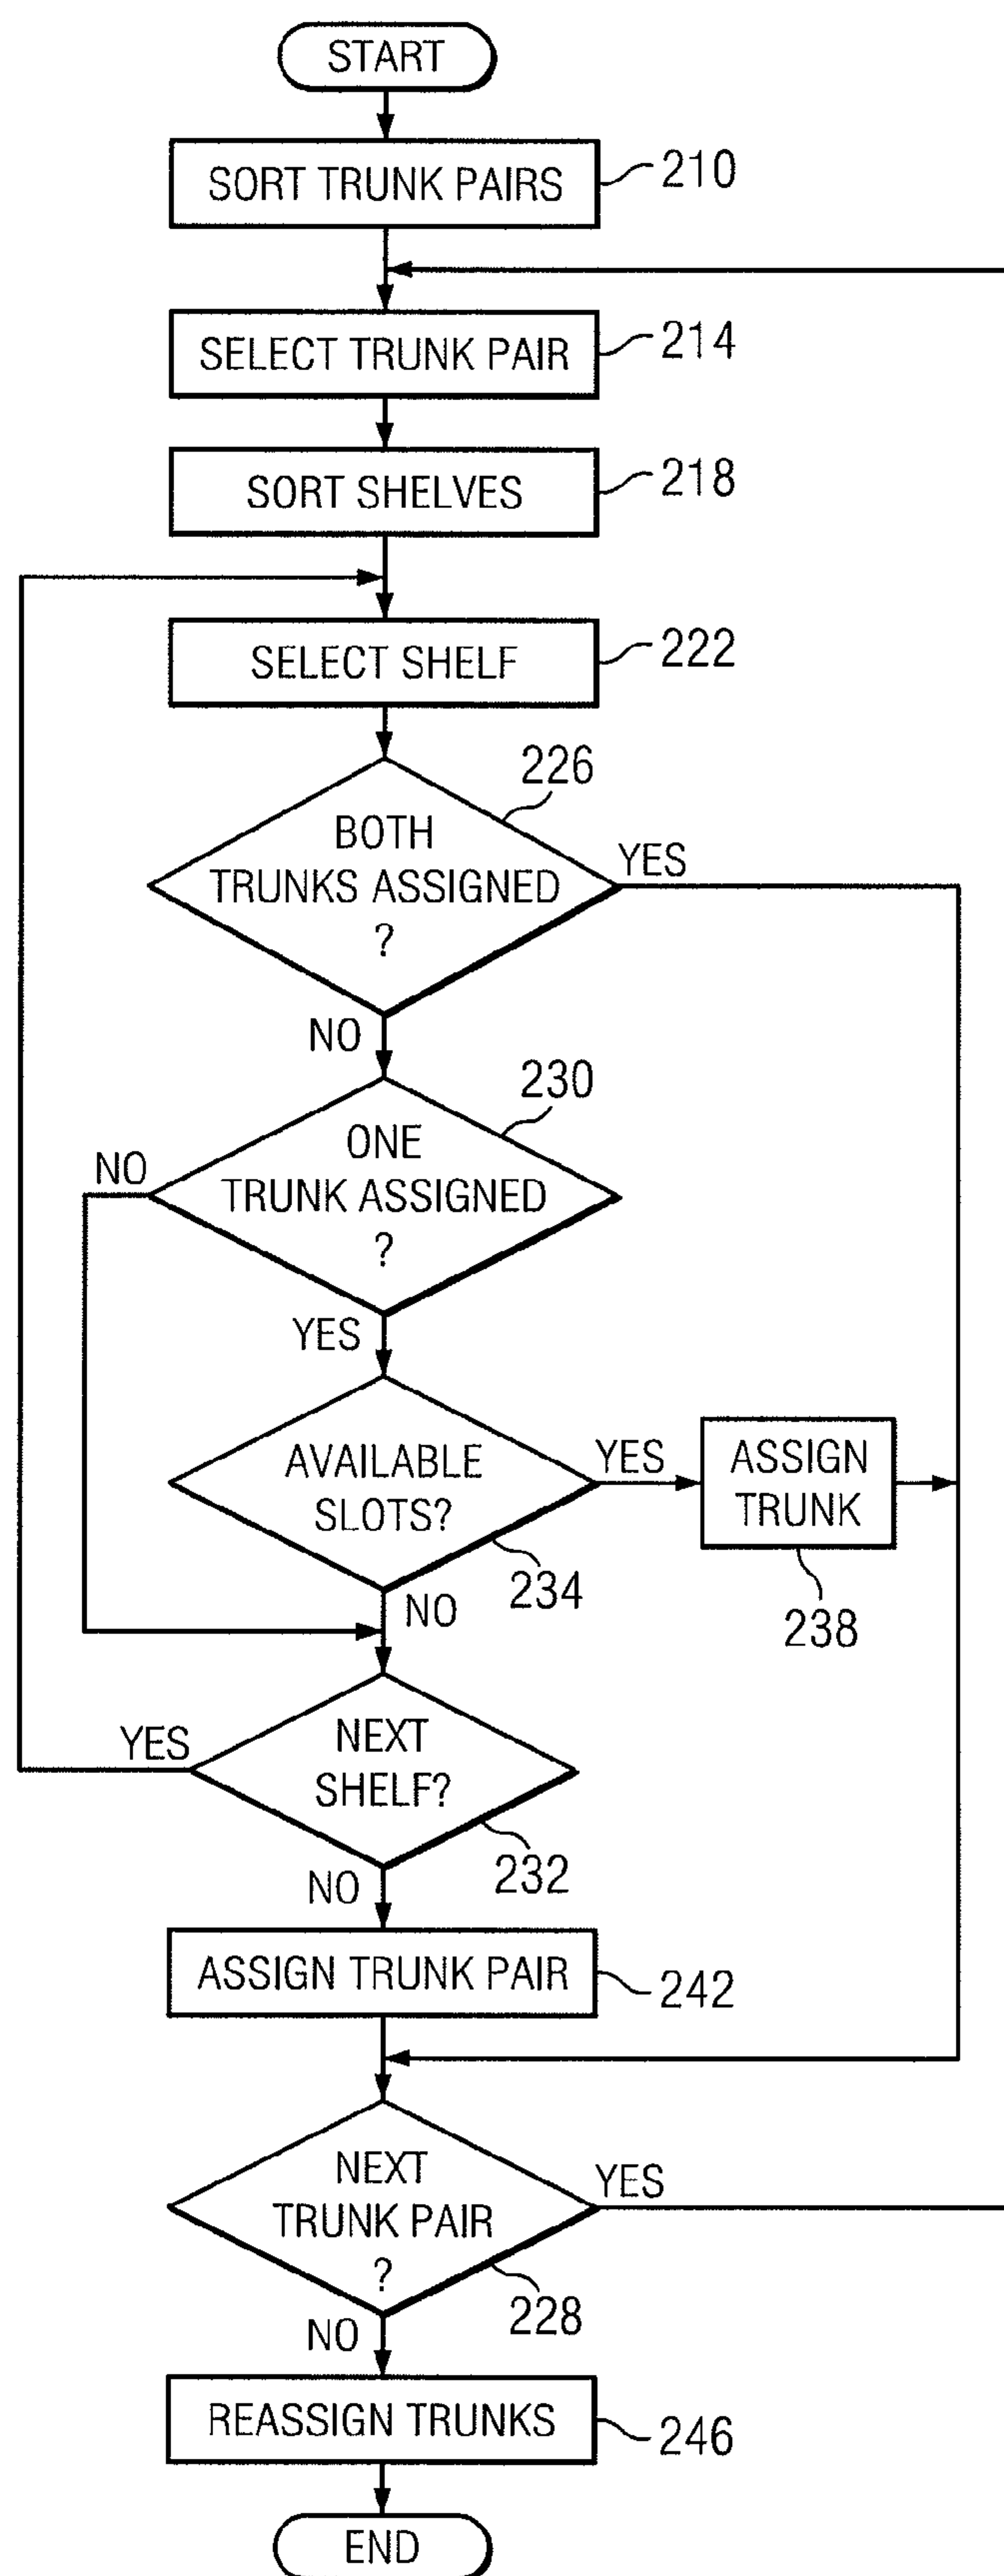 START
SORT TRUNK PAIRS
210
SELECT TRUNK PAIR
214
SORT SHELVES
218
SELECT SHELF
222
226
BOTH
TRUNKS ASSIGNED
?
YES
NO
230
ONE
TRUNK ASSIGNED
?
NO
YES
AVAILABLE
SLOTS?
YES
234
NO
ASSIGN
TRUNK
238
NEXT
SHELF?
YES
232
NO
ASSIGN TRUNK PAIR
242
NEXT
TRUNK PAIR
?
YES
228
NO
REASSIGN TRUNKS
246
END